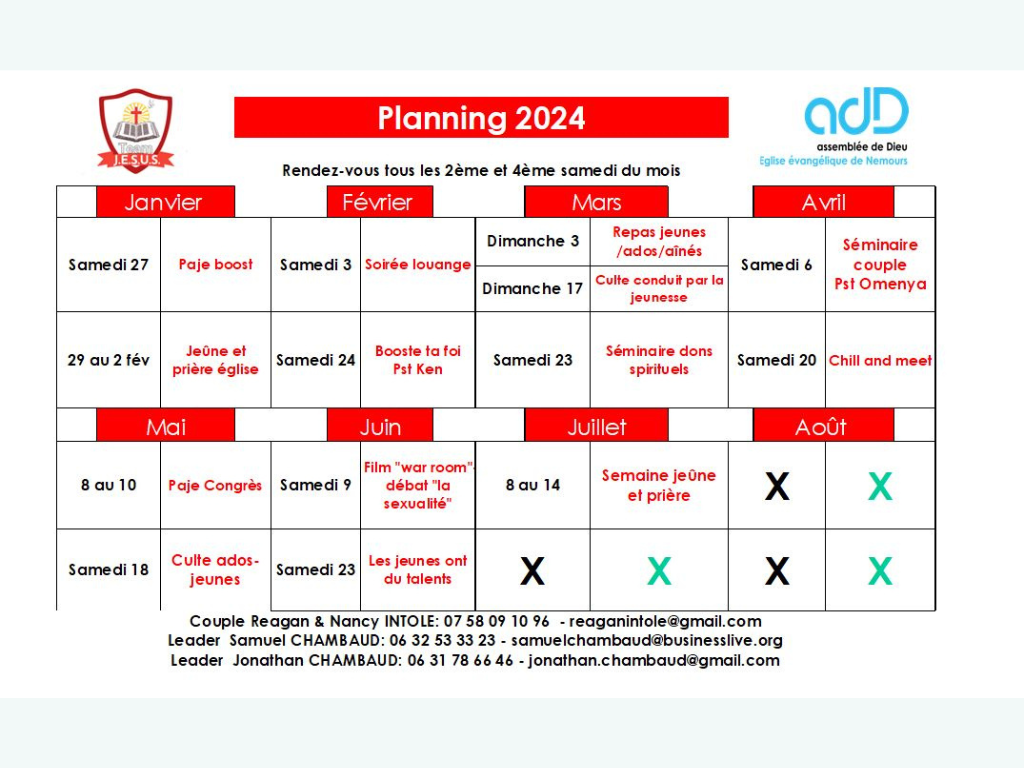 Planning 2024
Team
J.E.S.U.S.
adD
assemblée de Dieu
Eglise évangélique de Nemours
Rendez-vous tous les 2ème et 4ème samedi du mois
Janvier
Février
Mars
Avril
Samedi 27
Paje boost
Samedi 3
Soirée louange
Dimanche 3
Repas jeunes
/ado​s/aînés
Dimanche 17
Culte conduit par la
jeunesse
Samedi 6
Séminaire
couple
Pst Omenya
29 au 2 fév
Jeûne et
prière église
Samedi 24
Booste ta foi
Pst Ken
Samedi 23
Séminaire dons
spirituels
Samedi 20
Chill and meet
Mai
Juin
Juillet
Août
8 au 10
Paje Congrès
Samedi 9
Film "war room"
débat "la
sexualité"
8 au 14
Semaine jeûne
et prière
X
X
Samedi 18
Culte ados-
jeunes
Samedi 23
Les jeunes ont
du talents
X
X
X
X
Couple Reagan & Nancy INTOLE: 07 58 09 10 96 - reaganintole@gmail.com
Leader Samuel CHAMBAUD: 06 32 53 33 23 - samuelchambaud@businesslive.org
Leader Jonathan CHAMBAUD: 06 31 78 66 46 - jonathan.chambaud@gmail.com